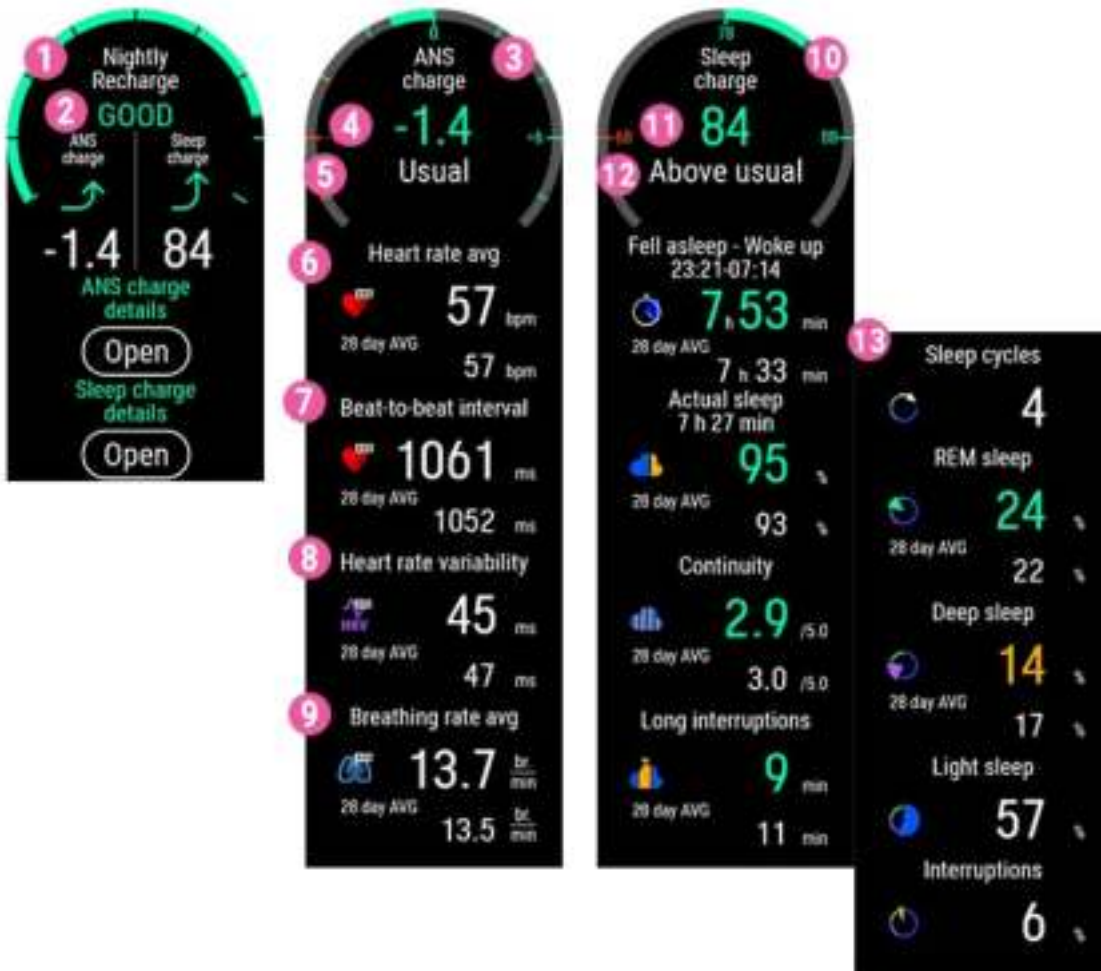 1
Nightly
Recharge
2
GOOD
ANS
charge
Sleep
charge
-1.4
84
ANS charge
details
Open
Sleep charge
details
Open
0
ANS
charge
3
4
-1.4
+6
5
Usual
6
Heart rate avg
57 bpm
28 day AVG
57 bpm
7
Beat-to-beat interval
1061 ms
28 day AVG
1052 ms
8
Heart rate variability
HRV
45 ms
28 day AVG
47 ms
9
Breathing rate avg
13.7 br. min
28 day AVG
13.5 br. min
Sleep
charge
10
11
84
12
Above usual
Fell asleep - Woke up
23:21-07:14
7 h 53 min
28 day AVG
7 h 33 min
Actual sleep
7 h 27 min
95 %
28 day AVG
93 %
Continuity
2.9 /5.0
28 day AVG
3.0 /5.0
Long interruptions
9 min
28 day AVG
11 min
13
Sleep cycles
4
REM sleep
24 %
28 day AVG
22 %
Deep sleep
14 %
28 day AVG
17 %
Light sleep
57 %
Interruptions
6 %